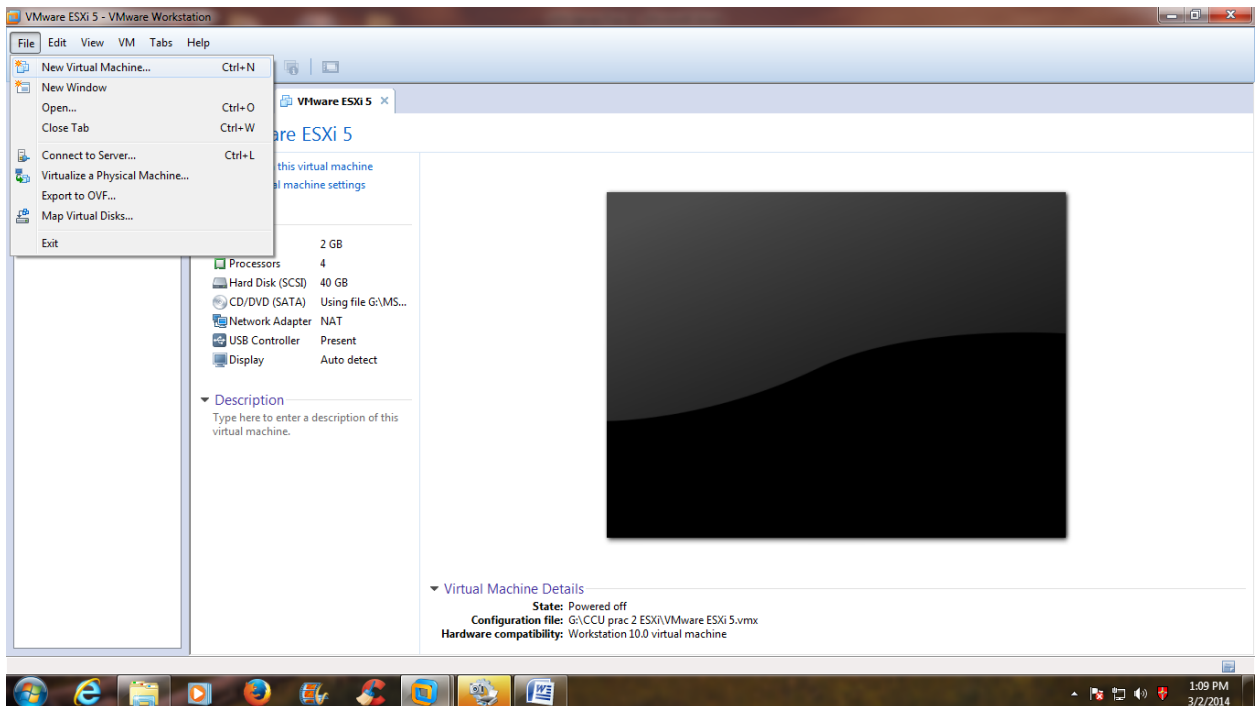 VMware ESXi 5 - VMware Workstation
File Edit View VM Tabs Help
New Virtual Machine... Ctrl+N
New Window
Open... Ctrl+O
Close Tab Ctrl+W
Connect to Server... Ctrl+L
Virtualize a Physical Machine...
Export to OVF...
Map Virtual Disks...
Exit
VMware ESXi 5
are ESXi 5
this virtual machine
al machine settings
2 GB
Processors 4
Hard Disk (SCSI) 40 GB
CD/DVD (SATA) Using file G:\MS...
Network Adapter NAT
USB Controller Present
Display Auto detect
Description
Type here to enter a description of this
virtual machine.
Virtual Machine Details
State: Powered off
Configuration file: G:\CCU prac 2 ESXi\VMware ESXi 5.vmx
Hardware compatibility: Workstation 10.0 virtual machine
1:09 PM
3/2/2014